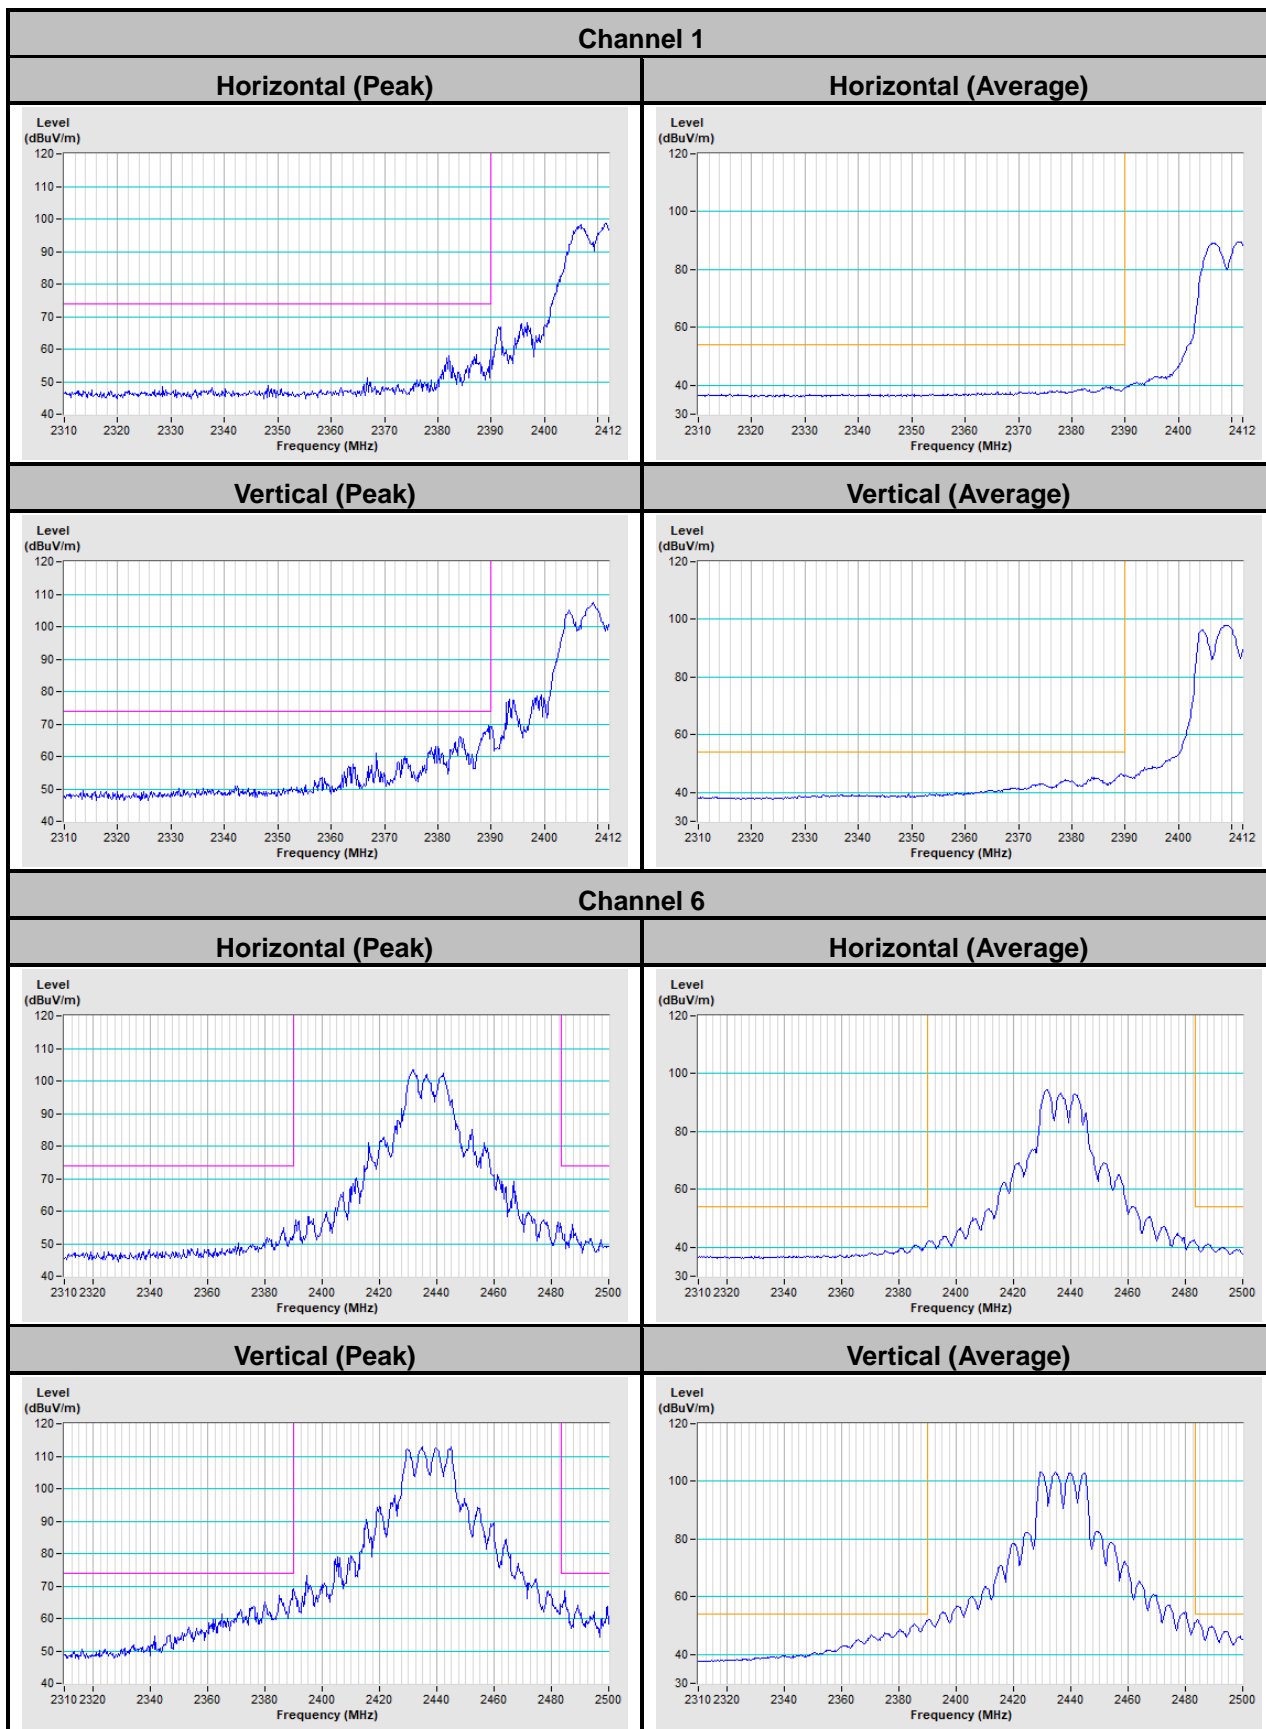 Channel 1
Horizontal (Peak)
Horizontal (Average)
Level
(dBuV/m)
120
110
100
90
80
70
60
50
40
2310 2320 2330 2340 2350 2360 2370 2380 2390 2400 2412
Frequency (MHz)
Level
(dBuV/m)
120
100
80
60
40
30
2310 2320 2330 2340 2350 2360 2370 2380 2390 2400 2412
Frequency (MHz)
Vertical (Peak)
Vertical (Average)
Level
(dBuV/m)
120
110
100
90
80
70
60
50
40
2310 2320 2330 2340 2350 2360 2370 2380 2390 2400 2412
Frequency (MHz)
Level
(dBuV/m)
120
100
80
60
40
30
2310 2320 2330 2340 2350 2360 2370 2380 2390 2400 2412
Frequency (MHz)
Channel 6
Horizontal (Peak)
Horizontal (Average)
Level
(dBuV/m)
120
110
100
90
80
70
60
50
40
2310 2320 2340 2360 2380 2400 2420 2440 2460 2480 2500
Frequency (MHz)
Level
(dBuV/m)
120
100
80
60
40
30
2310 2320 2340 2360 2380 2400 2420 2440 2460 2480 2500
Frequency (MHz)
Vertical (Peak)
Vertical (Average)
Level
(dBuV/m)
120
110
100
90
80
70
60
50
40
2310 2320 2340 2360 2380 2400 2420 2440 2460 2480 2500
Frequency (MHz)
Level
(dBuV/m)
120
100
80
60
40
30
2310 2320 2340 2360 2380 2400 2420 2440 2460 2480 2500
Frequency (MHz)